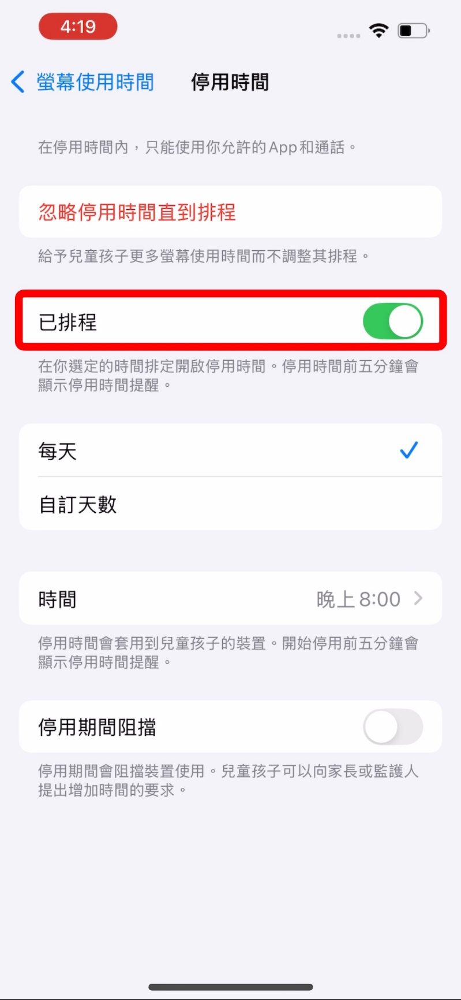 4:19
螢幕使用時間 停用時間
在停用時間內，只能使用你允許的App和通話。
忽略停用時間直到排程
給予兒童孩子更多螢幕使用時間而不調整其排程。
已排程
在你選定的時間排定開啟停用時間。停用時間前五分鐘會
顯示停用時間提醒。
每天
自訂天數
時間 晚上8:00
停用時間會套用到兒童孩子的裝置。開始停用前五分鐘會
顯示停用時間提醒。
停用期間阻擋
停用期間會阻擋裝置使用。兒童孩子可以向家長或監護人
提出增加時間的要求。